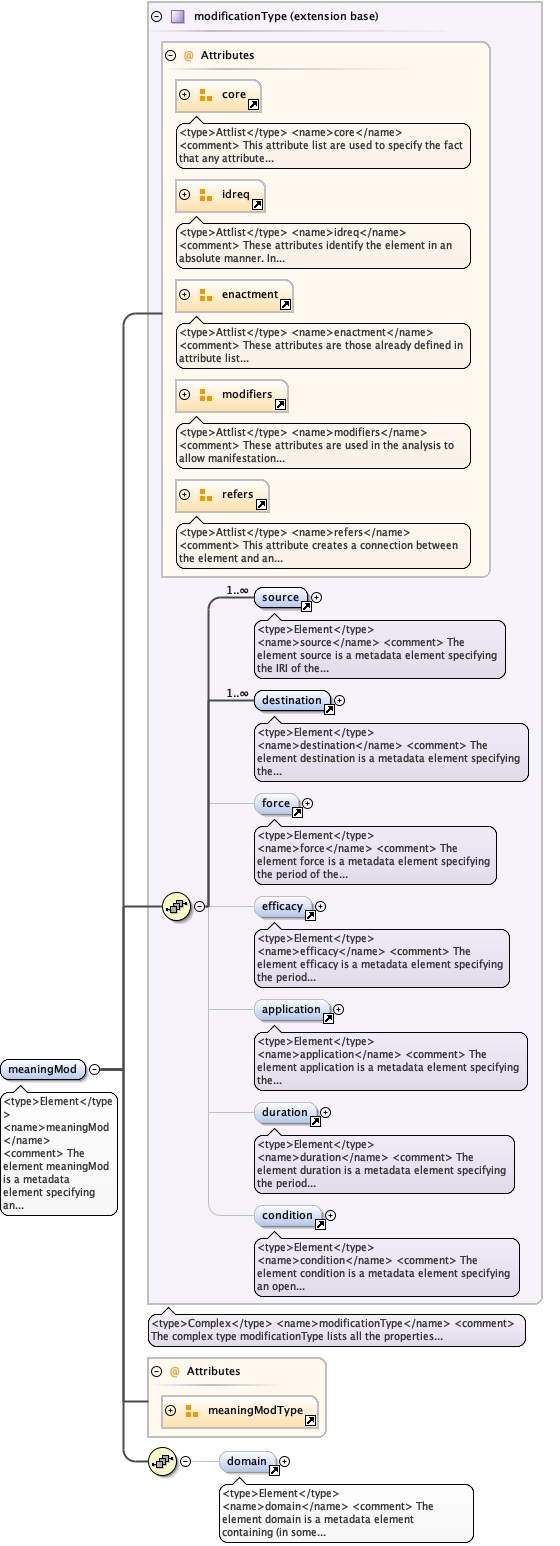 modificationType (extension base)
@ Attributes
core
<type>Attlist</type> <name>core</name>
<comment> This attribute list are used to specify the fact
that any attribute...
idreq
<type>Attlist</type> <name>idreq</name>
<comment> These attributes identify the element in an
absolute manner. In...
enactment
<type>Attlist</type> <name>enactment</name>
<comment> These attributes are those already defined in
attribute list...
modifiers
<type>Attlist</type> <name>modifiers</name>
<comment> These attributes are used in the analysis to
allow manifestation...
refers
<type>Attlist</type> <name>refers</name>
<comment> This attribute creates a connection between
the element and an...
1..∞
source
<type>Element</type>
<name>source</name> <comment> The
element source is a metadata element specifying
the IRI of the...
1..∞
destination
<type>Element</type>
<name>destination</name> <comment> The
element destination is a metadata element specifying
the...
force
<type>Element</type>
<name>force</name> <comment> The
element force is a metadata element specifying
the period of the...
efficacy
<type>Element</type>
<name>efficacy</name> <comment> The
element efficacy is a metadata element specifying
the period...
application
<type>Element</type>
<name>application</name> <comment> The
element application is a metadata element specifying
the...
duration
<type>Element</type>
<name>duration</name> <comment> The
element duration is a metadata element specifying
the period...
condition
<type>Element</type>
<name>condition</name> <comment> The
element condition is a metadata element specifying
an open...
meaningMod
<type>Element</type
>
<name>meaningMod
</name>
<comment> The
element meaningMod
is a metadata
element specifying
an...
<type>Complex</type> <name>modificationType</name> <comment>
The complex type modificationType lists all the properties...
@ Attributes
meaningModType
domain
<type>Element</type>
<name>domain</name> <comment> The
element domain is a metadata element
containing (in some...